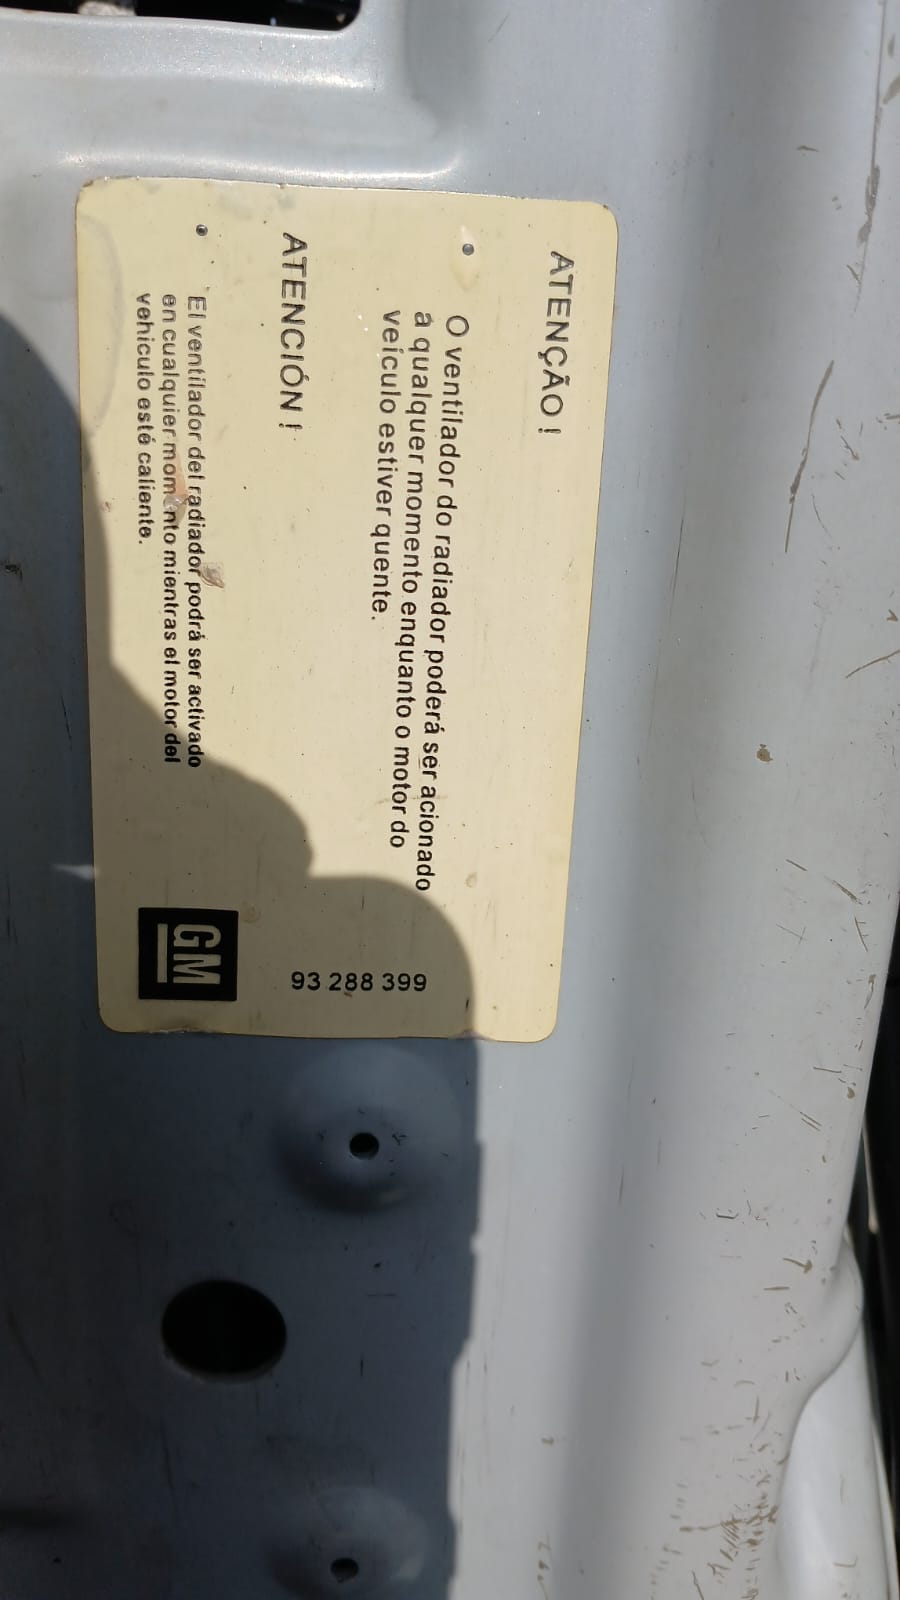 ATENÇÃO!
• O ventilador do radiador poderá ser acionado
a qualquer momento enquanto o motor do
veículo estiver quente.
ATENCIÓN!
• El ventilador del radiador podrá ser activado
en cualquier momento mientras el motor del
vehiculo esté caliente.
93 288 399
GM